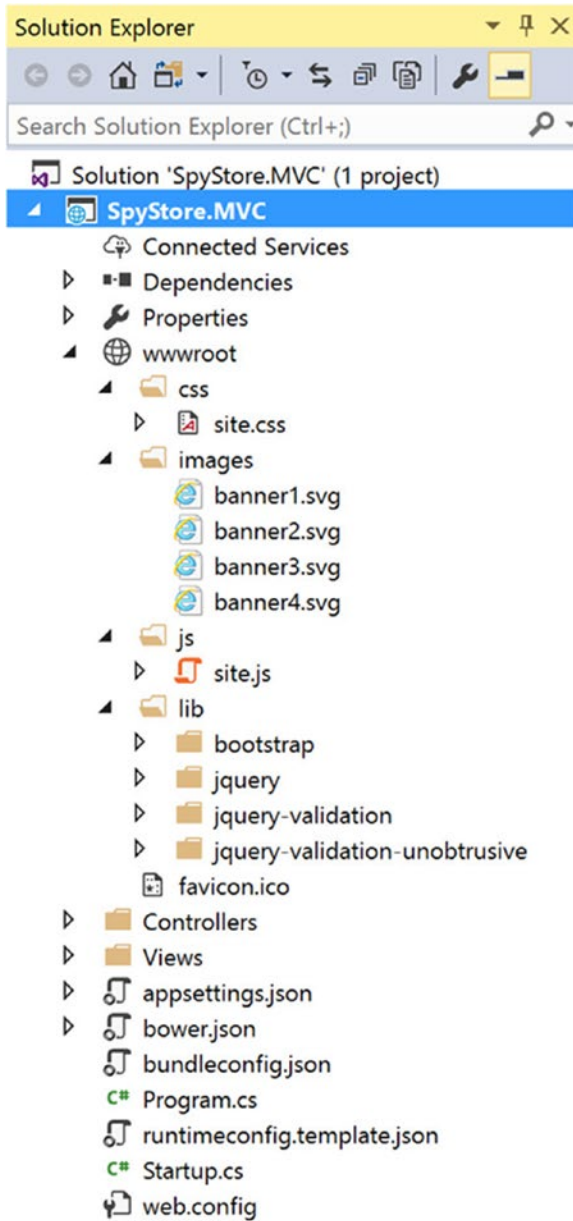 Solution Explorer
Search Solution Explorer (Ctrl+;)
Solution 'SpyStore.MVC' (1 project)
SpyStore.MVC
Connected Services
Dependencies
Properties
wwwroot
css
site.css
images
banner1.svg
banner2.svg
banner3.svg
banner4.svg
js
site.js
lib
bootstrap
jquery
jquery-validation
jquery-validation-unobtrusive
favicon.ico
Controllers
Views
appsettings.json
bower.json
bundleconfig.json
C# Program.cs
runtimeconfig.template.json
C# Startup.cs
web.config